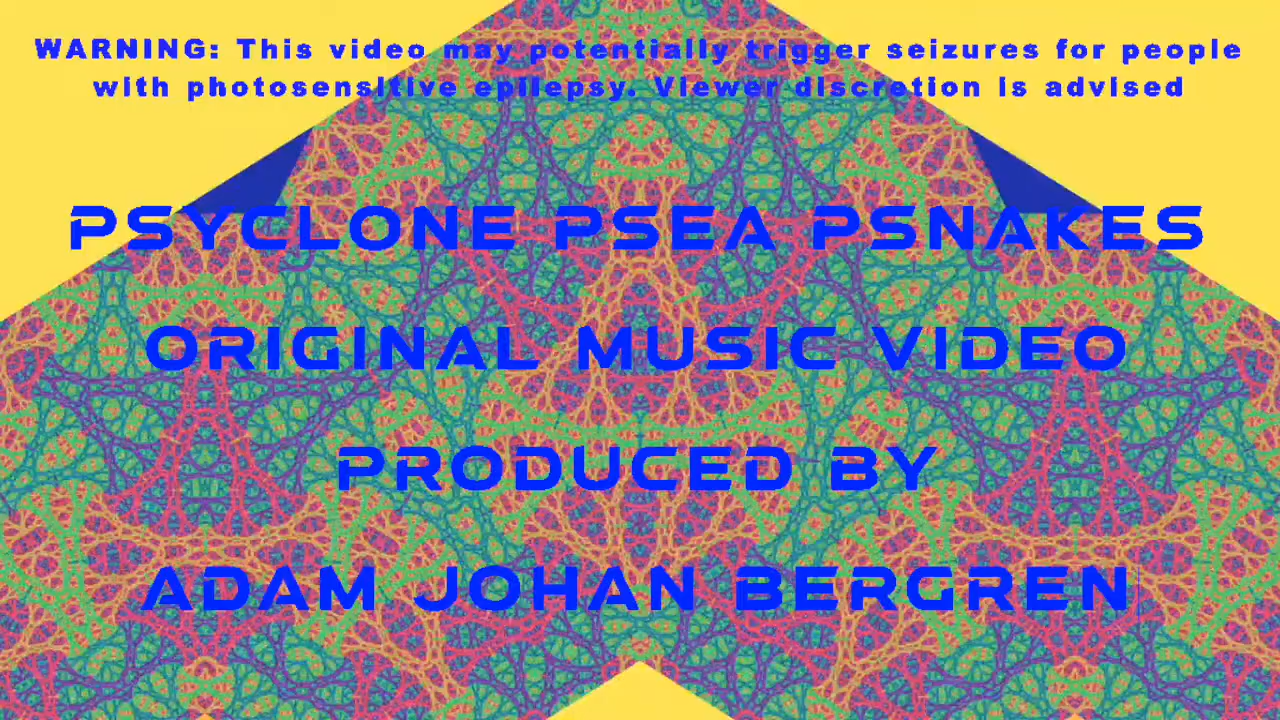 WARNING: This video may potentially trigger seizures for people
with photosensitive epilepsy. Viewer discretion is advised
PSYCLONE PSEA PSNAKES
ORIGINAL MUSIC VIDEO
PRODUCED BY
ADAM JOHAN BERGREN